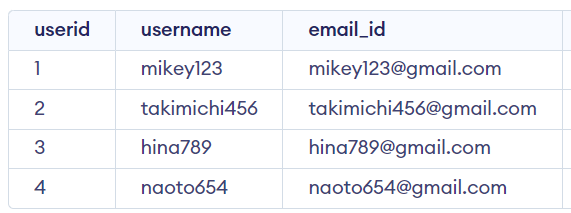 userid username email_id
1 mikey123 mikey123@gmail.com
2 takimichi456 takimichi456@gmail.com
3 hina789 hina789@gmail.com
4 naoto654 naoto654@gmail.com